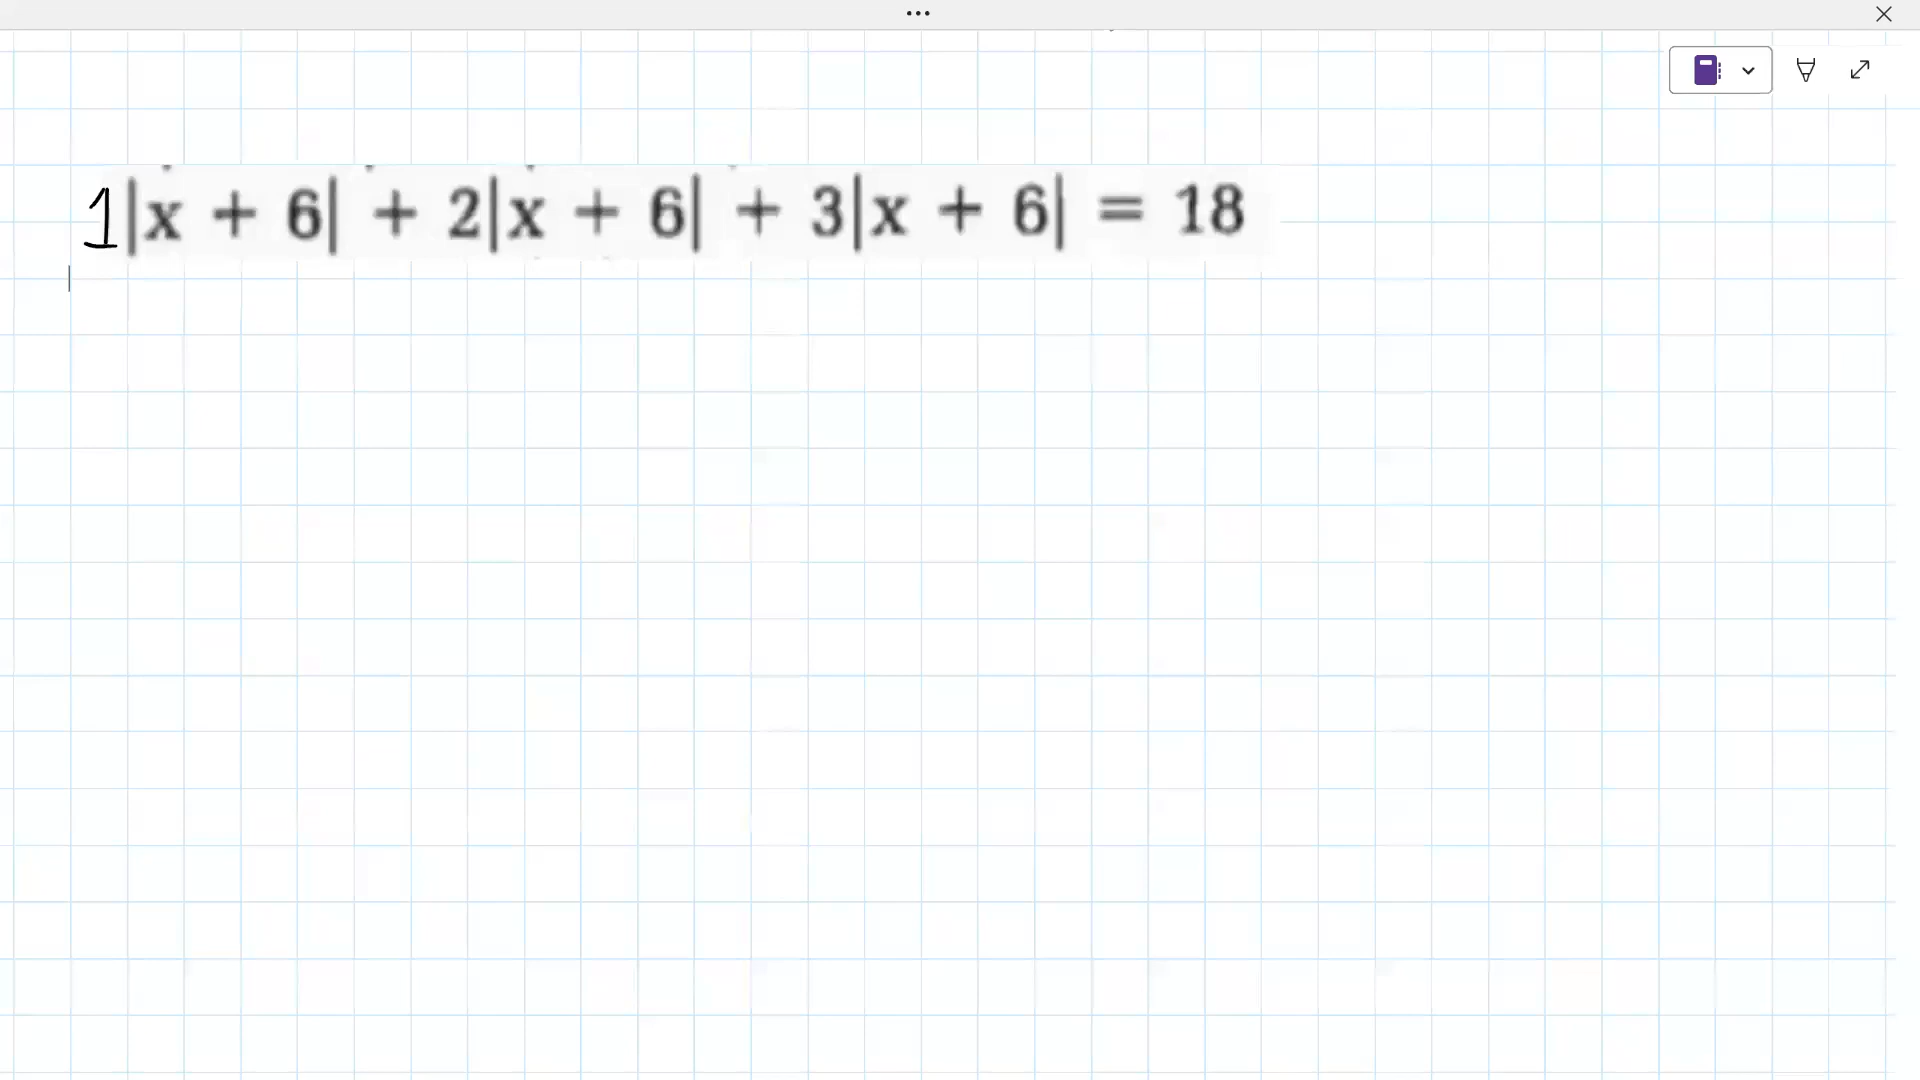 1|x + 6| + 2|x + 6| + 3|x + 6| = 18